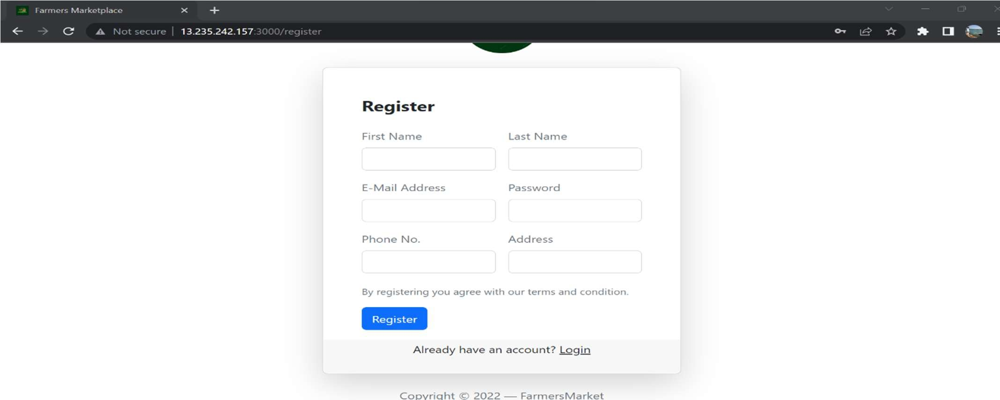 Farmers Marketplace
Not secure | 13.235.242.157:3000/register
Register
First Name Last Name
E-Mail Address Password
Phone No. Address
By registering you agree with our terms and condition.
Register
Already have an account? Login
Copyright © 2022 — FarmersMarket